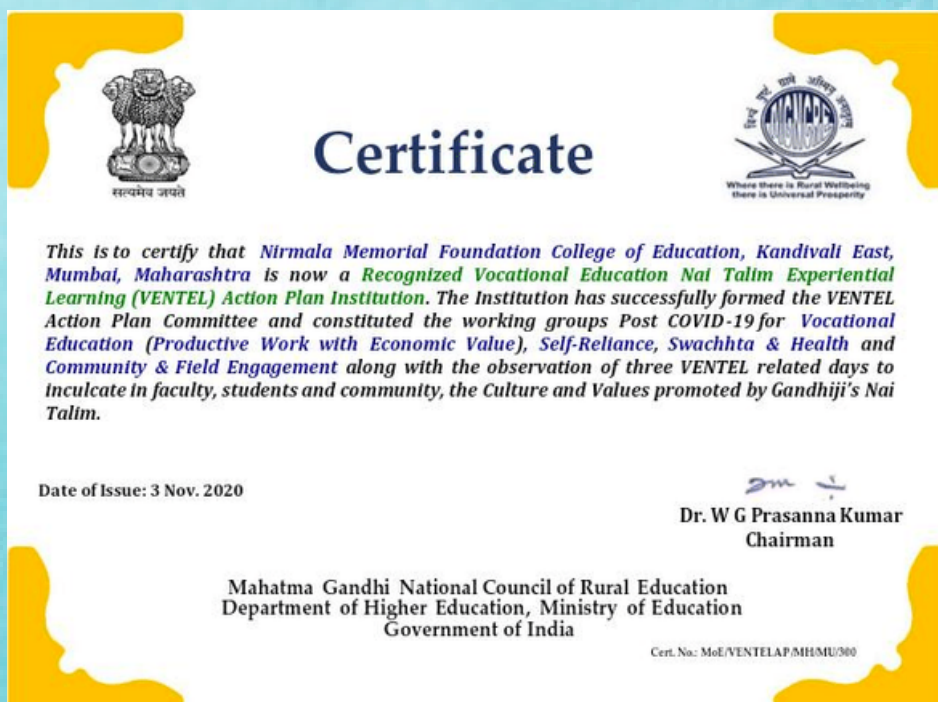 सत्यमेव जयते
हियं पुयं पाषे अम्बिन अनाचुन
MGNCRE
Where there is Rural Wellbeing
there is Universal Prosperity
Certificate
This is to certify that Nirmala Memorial Foundation College of Education, Kandivali East,
Mumbai, Maharashtra is now a Recognized Vocational Education Nai Talim Experiential
Learning (VENTEL) Action Plan Institution. The Institution has successfully formed the VENTEL
Action Plan Committee and constituted the working groups Post COVID-19 for Vocational
Education (Productive Work with Economic Value), Self-Reliance, Swachhta & Health and
Community & Field Engagement along with the observation of three VENTEL related days to
inculcate in faculty, students and community, the Culture and Values promoted by Gandhiji's Nai
Talim.
Date of Issue: 3 Nov. 2020
Dr. W G Prasanna Kumar
Chairman
Mahatma Gandhi National Council of Rural Education
Department of Higher Education, Ministry of Education
Government of India
Cert. No.: MoE/VENTELAP/MH/MU/300